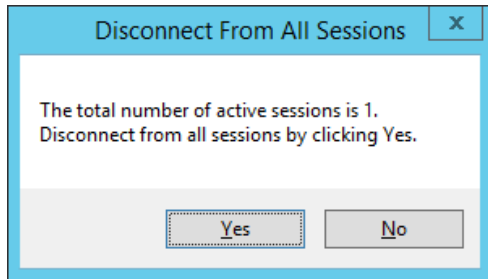 Disconnect From All Sessions
x
The total number of active sessions is 1.
Disconnect from all sessions by clicking Yes.
Yes
No